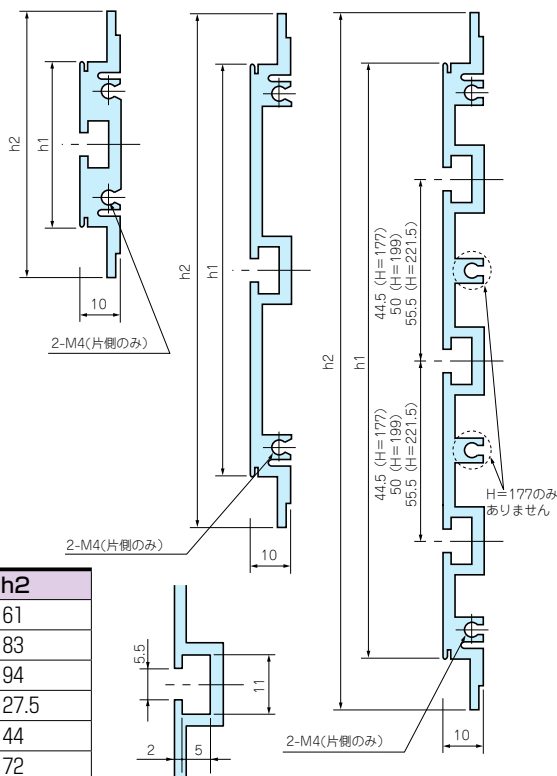 h2
h1
10
2-M4(片側のみ)
h2
h1
2-M4(片側のみ)
10
h2
h1
44.5 (H=177)
50 (H=199)
55.5 (H=221.5)
44.5 (H=177)
50 (H=199)
55.5 (H=221.5)
H=177のみ
ありません
2-M4(片側のみ)
10
5.5
11
2
5
h2
61
83
94
27.5
44
72